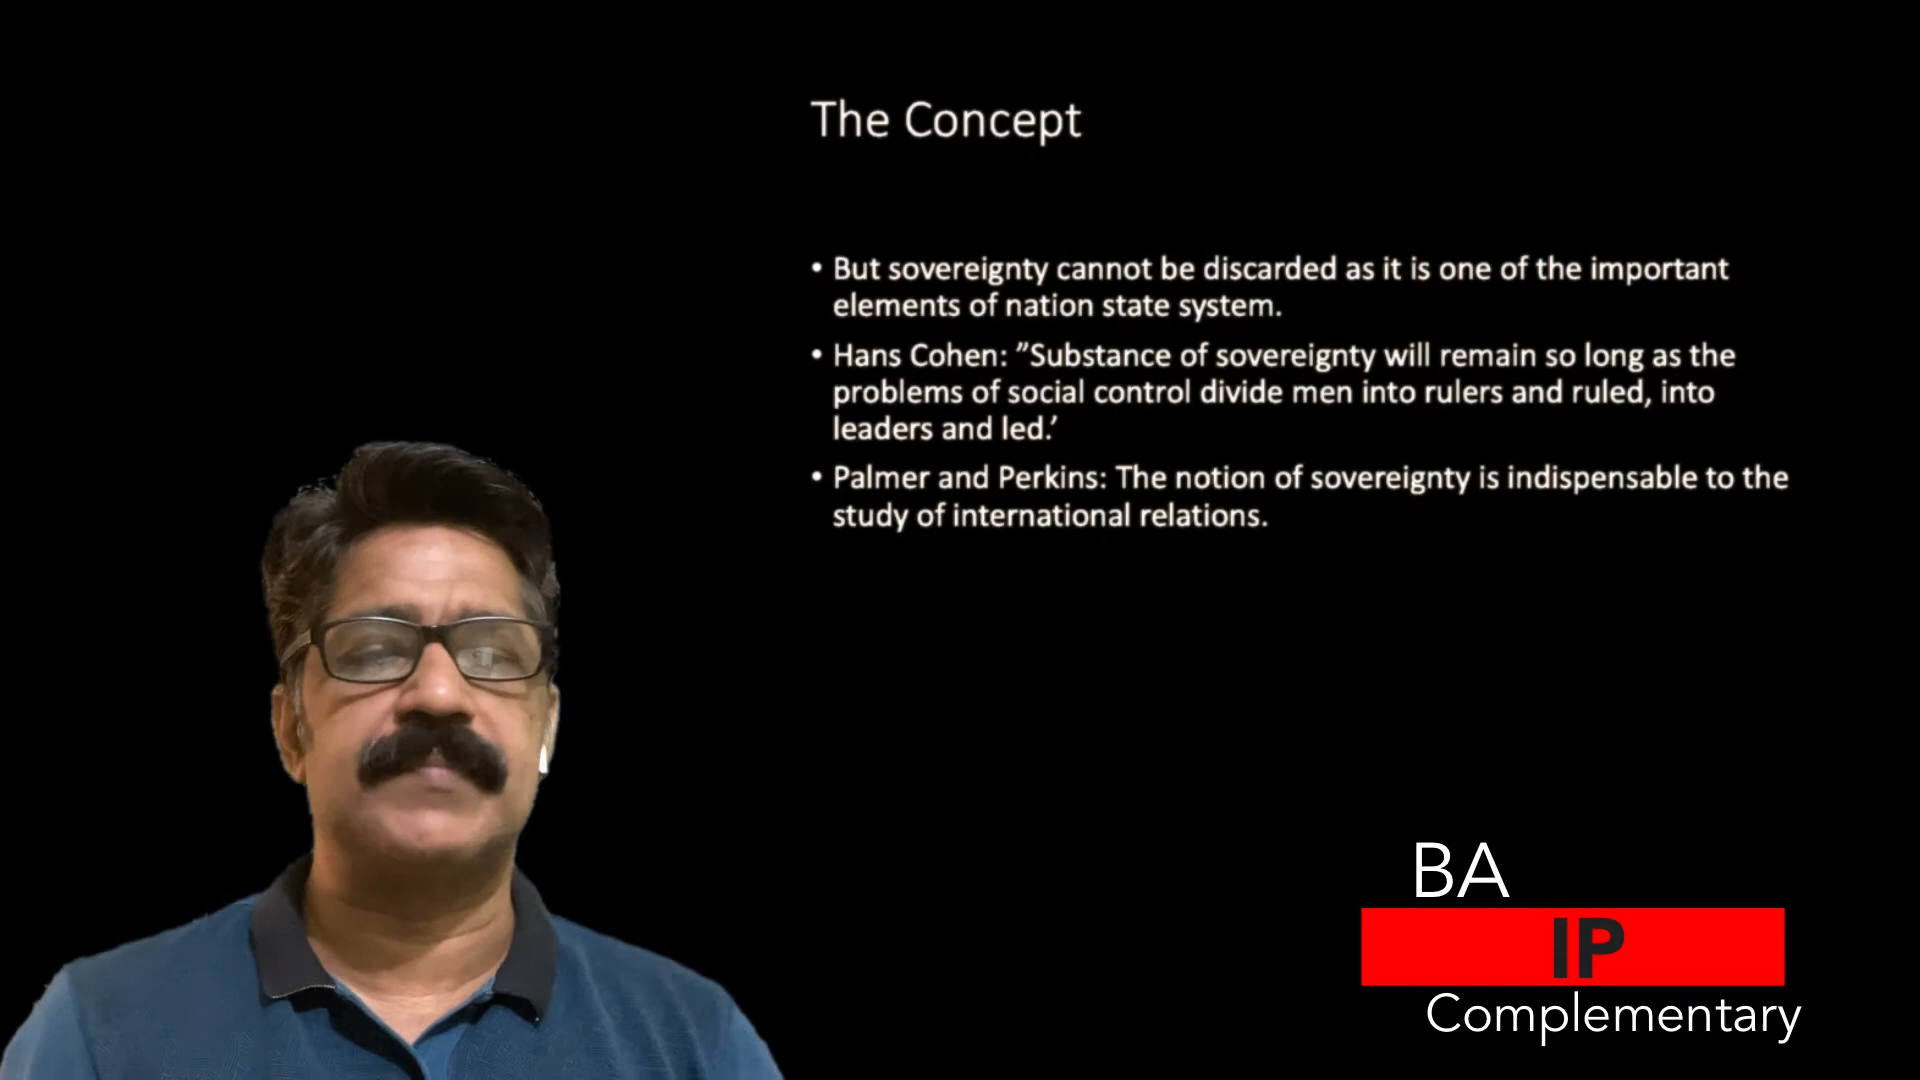 The Concept
• But sovereignty cannot be discarded as it is one of the important
elements of nation state system.
• Hans Cohen: ”Substance of sovereignty will remain so long as the
problems of social control divide men into rulers and ruled, into
leaders and led.’
• Palmer and Perkins: The notion of sovereignty is indispensable to the
study of international relations.
BA
IP
Complementary